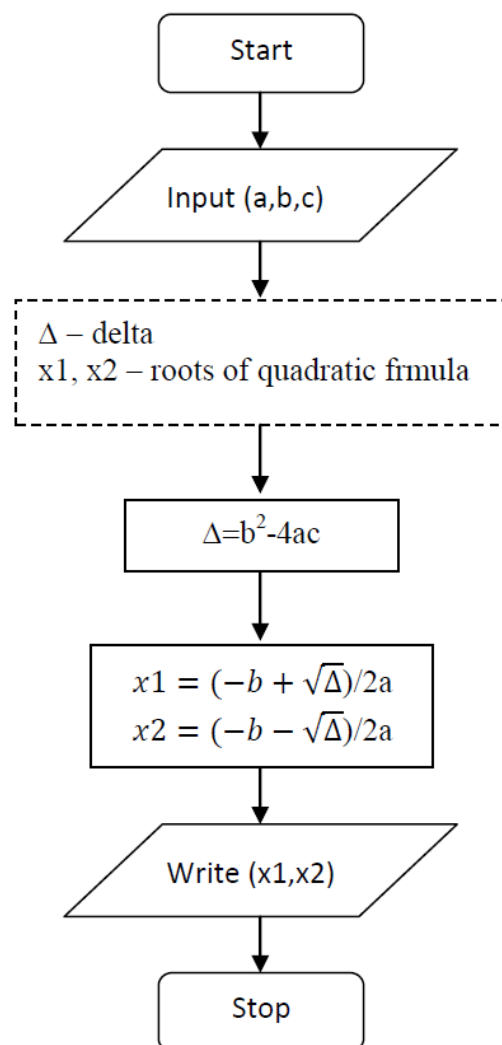 Start
Input (a,b,c)
Δ – delta
x1, x2 – roots of quadratic frmula
Δ=b²-4ac
x1 = (−b + √Δ)/2a
x2 = (−b − √Δ)/2a
Write (x1,x2)
Stop